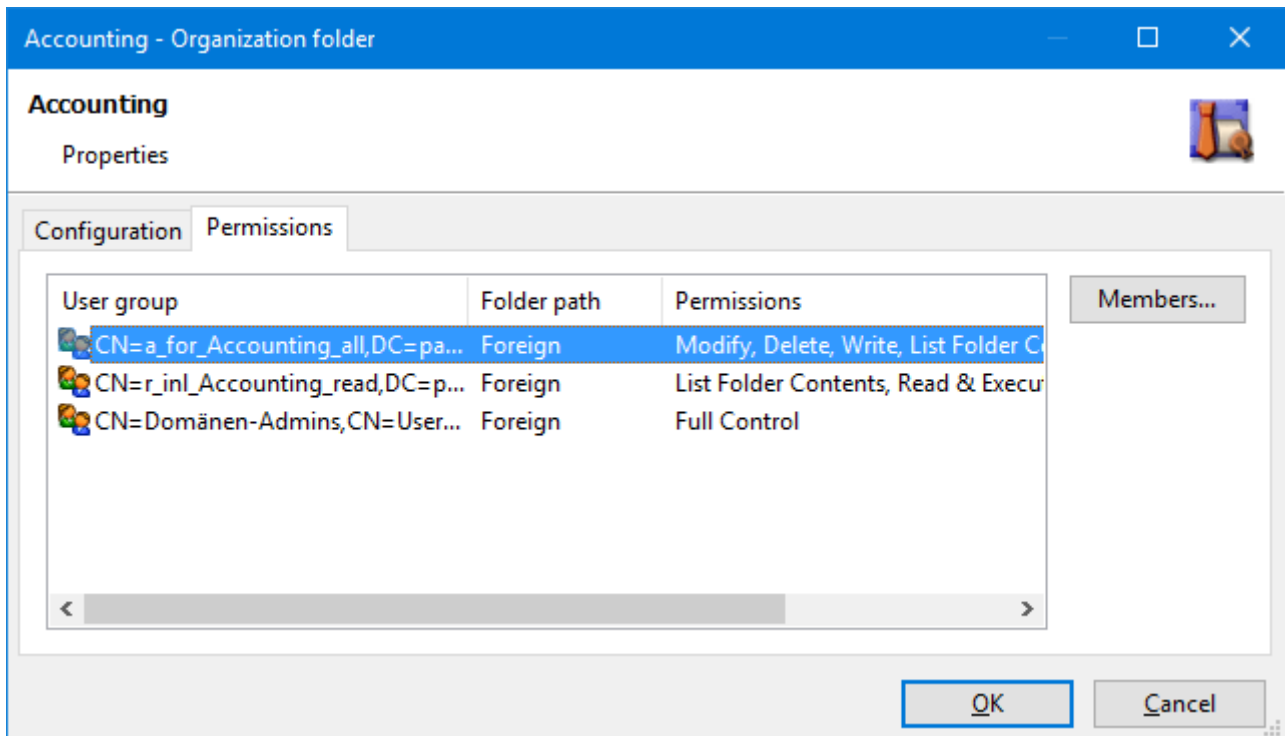 Accounting - Organization folder
Accounting
Properties
Configuration Permissions
User group Folder path Permissions Members...
CN=a_for_Accounting_all,DC=pa... Foreign Modify, Delete, Write, List Folder C
CN=r_inl_Accounting_read,DC=p... Foreign List Folder Contents, Read & Execu
CN=Domänen-Admins,CN=User... Foreign Full Control
OK Cancel